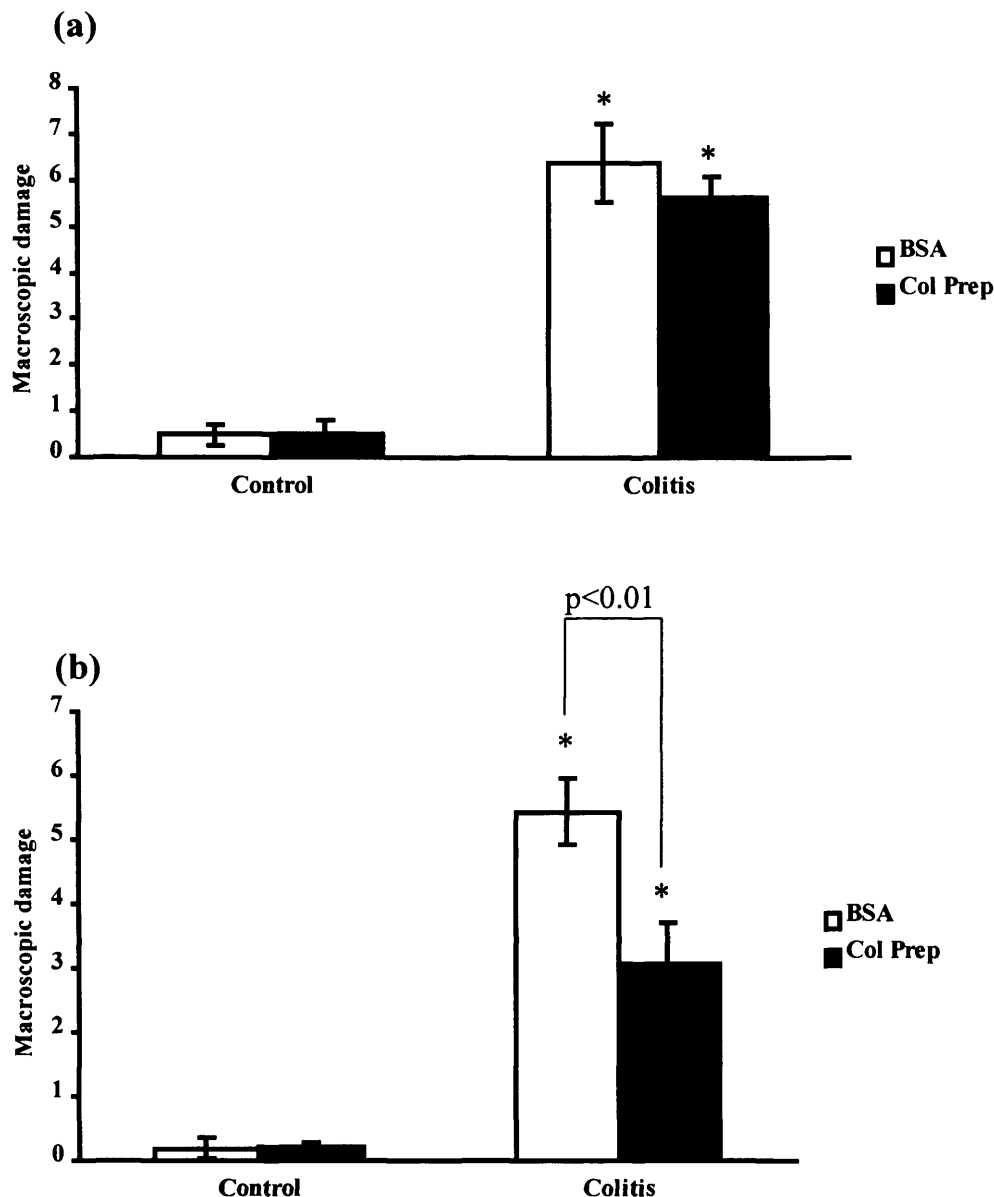 (a)
8
7
6
5
4
3
2
1
0
Macroscopic damage
*
*
Control
Colitis
BSA
Col Prep
p<0.01
(b)
7
6
5
4
3
2
1
0
Macroscopic damage
*
*
Control
Colitis
BSA
Col Prep